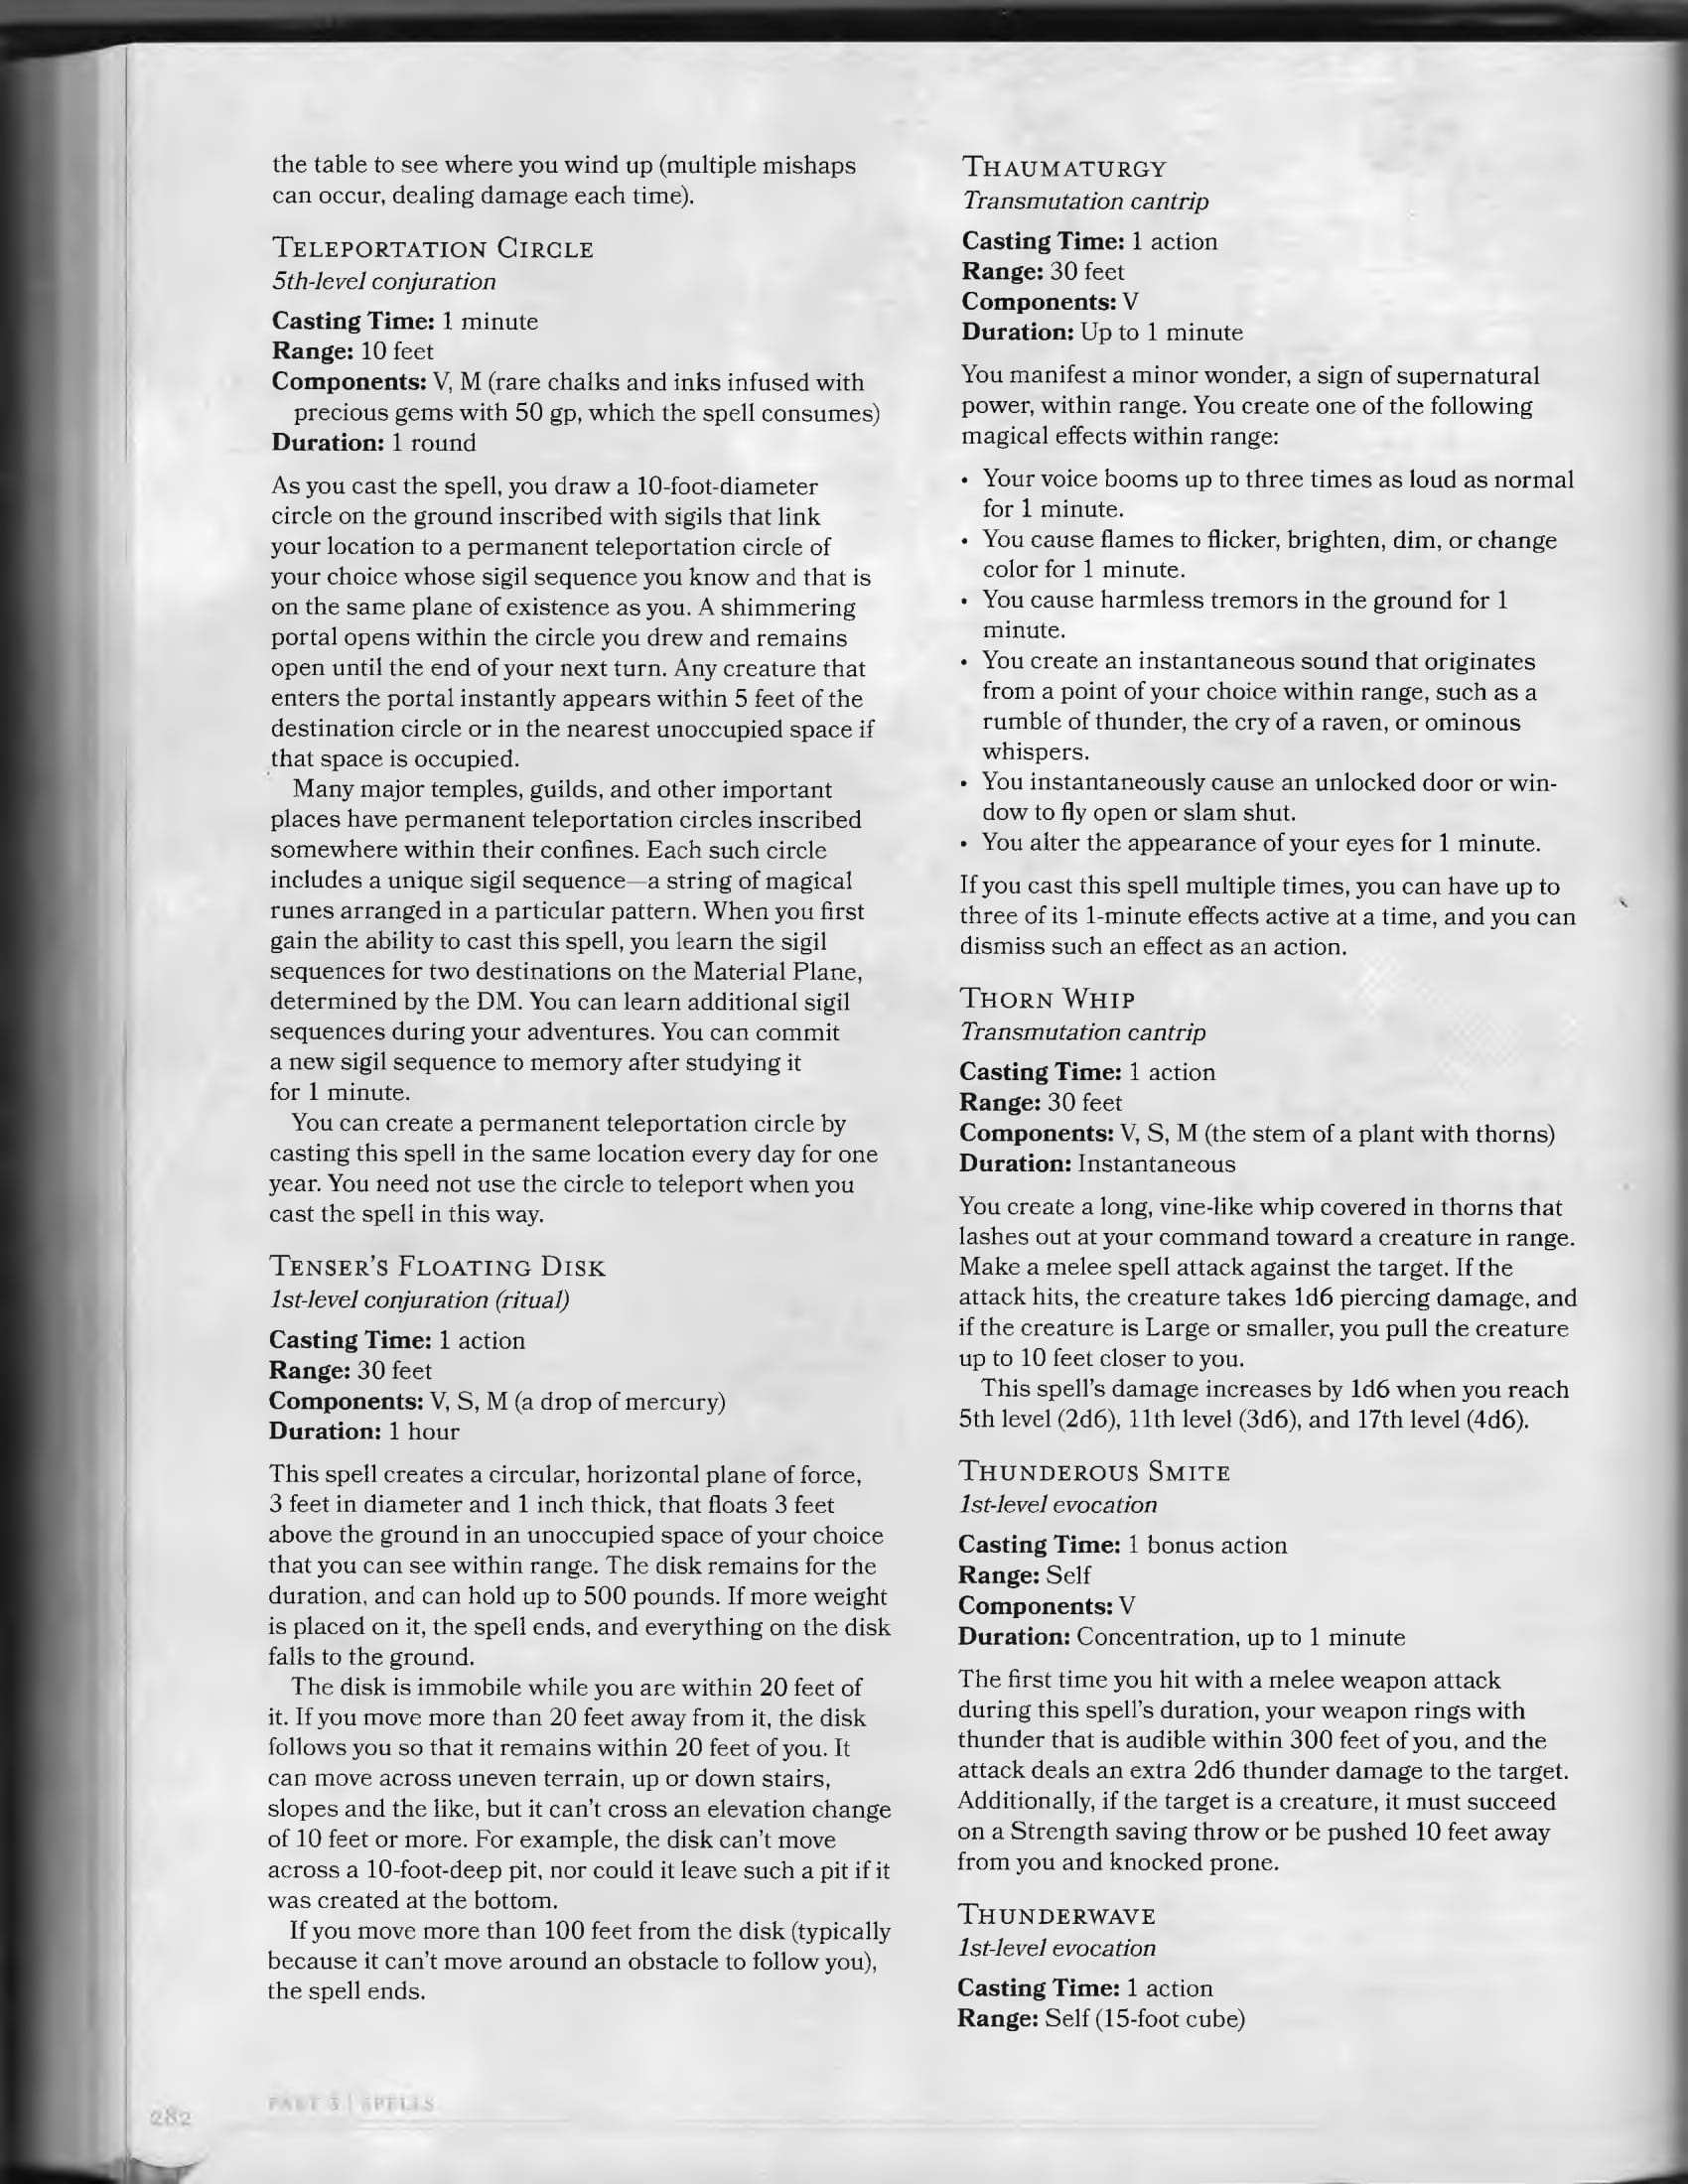 the table to see where you wind up (multiple mishaps
can occur, dealing damage each time).
TELEPORTATION CIRCLE
5th-level conjuration
Casting Time: 1 minute
Range: 10 feet
Components: V, M (rare chalks and inks infused with
precious gems with 50 gp, which the spell consumes)
Duration: 1 round
As you cast the spell, you draw a 10-foot-diameter
circle on the ground inscribed with sigils that link
your location to a permanent teleportation circle of
your choice whose sigil sequence you know and that is
on the same plane of existence as you. A shimmering
portal opens within the circle you drew and remains
open until the end of your next turn. Any creature that
enters the portal instantly appears within 5 feet of the
destination circle or in the nearest unoccupied space if
that space is occupied.
Many major temples, guilds, and other important
places have permanent teleportation circles inscribed
somewhere within their confines. Each such circle
includes a unique sigil sequence—a string of magical
runes arranged in a particular pattern. When you first
gain the ability to cast this spell, you learn the sigil
sequences for two destinations on the Material Plane,
determined by the DM. You can learn additional sigil
sequences during your adventures. You can commit
a new sigil sequence to memory after studying it
for 1 minute.
You can create a permanent teleportation circle by
casting this spell in the same location every day for one
year. You need not use the circle to teleport when you
cast the spell in this way.
TENSER'S FLOATING DISK
1st-level conjuration (ritual)
Casting Time: 1 action
Range: 30 feet
Components: V, S, M (a drop of mercury)
Duration: 1 hour
This spell creates a circular, horizontal plane of force,
3 feet in diameter and 1 inch thick, that floats 3 feet
above the ground in an unoccupied space of your choice
that you can see within range. The disk remains for the
duration, and can hold up to 500 pounds. If more weight
is placed on it, the spell ends, and everything on the disk
falls to the ground.
The disk is immobile while you are within 20 feet of
it. If you move more than 20 feet away from it, the disk
follows you so that it remains within 20 feet of you. It
can move across uneven terrain, up or down stairs,
slopes and the like, but it can't cross an elevation change
of 10 feet or more. For example, the disk can't move
across a 10-foot-deep pit, nor could it leave such a pit if it
was created at the bottom.
If you move more than 100 feet from the disk (typically
because it can't move around an obstacle to follow you),
the spell ends.
THAUMATURGY
Transmutation cantrip
Casting Time: 1 action
Range: 30 feet
Components: V
Duration: Up to 1 minute
You manifest a minor wonder, a sign of supernatural
power, within range. You create one of the following
magical effects within range:
• Your voice booms up to three times as loud as normal
for 1 minute.
• You cause flames to flicker, brighten, dim, or change
color for 1 minute.
• You cause harmless tremors in the ground for 1
minute.
• You create an instantaneous sound that originates
from a point of your choice within range, such as a
rumble of thunder, the cry of a raven, or ominous
whispers.
• You instantaneously cause an unlocked door or win-
dow to fly open or slam shut.
• You alter the appearance of your eyes for 1 minute.
If you cast this spell multiple times, you can have up to
three of its 1-minute effects active at a time, and you can
dismiss such an effect as an action.
THORN WHIP
Transmutation cantrip
Casting Time: 1 action
Range: 30 feet
Components: V, S, M (the stem of a plant with thorns)
Duration: Instantaneous
You create a long, vine-like whip covered in thorns that
lashes out at your command toward a creature in range.
Make a melee spell attack against the target. If the
attack hits, the creature takes 1d6 piercing damage, and
if the creature is Large or smaller, you pull the creature
up to 10 feet closer to you.
This spell's damage increases by 1d6 when you reach
5th level (2d6), 11th level (3d6), and 17th level (4d6).
THUNDEROUS SMITE
1st-level evocation
Casting Time: 1 bonus action
Range: Self
Components: V
Duration: Concentration, up to 1 minute
The first time you hit with a melee weapon attack
during this spell's duration, your weapon rings with
thunder that is audible within 300 feet of you, and the
attack deals an extra 2d6 thunder damage to the target.
Additionally, if the target is a creature, it must succeed
on a Strength saving throw or be pushed 10 feet away
from you and knocked prone.
THUNDERWAVE
1st-level evocation
Casting Time: 1 action
Range: Self (15-foot cube)
282
PART 3 | SPELLS